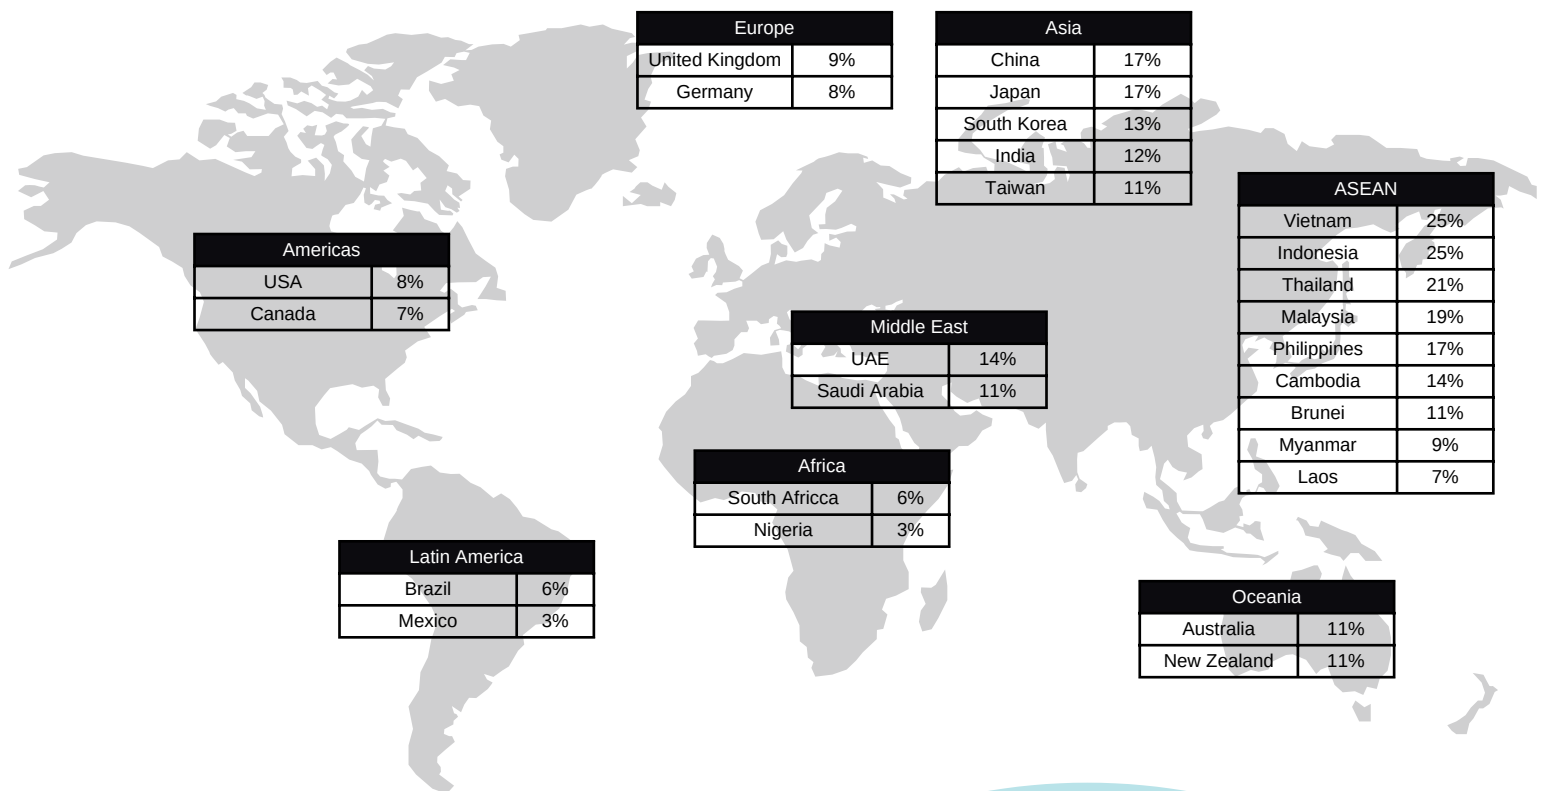 Europe
United Kingdom 9%
Germany 8%
Asia
China 17%
Japan 17%
South Korea 13%
India 12%
Taiwan 11%
ASEAN
Vietnam 25%
Indonesia 25%
Thailand 21%
Malaysia 19%
Philippines 17%
Cambodia 14%
Brunei 11%
Myanmar 9%
Laos 7%
Americas
USA 8%
Canada 7%
Middle East
UAE 14%
Saudi Arabia 11%
Africa
South Africca 6%
Nigeria 3%
Latin America
Brazil 6%
Mexico 3%
Oceania
Australia 11%
New Zealand 11%